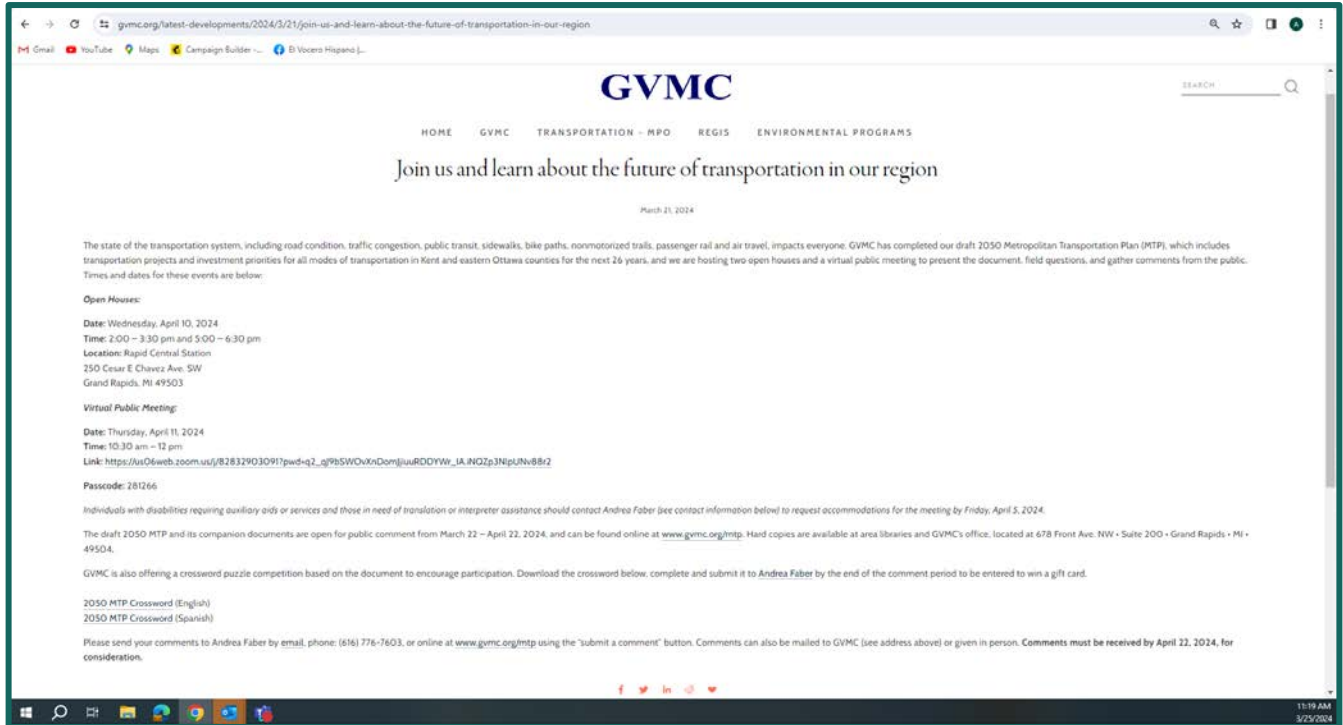 gvmc.org/latest-developments/2024/3/21/join-us-and-learn-about-the-future-of-transportation-in-our-region
Gmail YouTube Maps Campaign Builder -... El Vocero Hispano |...
GVMC
SEARCH
HOME GVMC TRANSPORTATION - MPO REGIS ENVIRONMENTAL PROGRAMS
Join us and learn about the future of transportation in our region
March 21, 2024
The state of the transportation system, including road condition, traffic congestion, public transit, sidewalks, bike paths, nonmotorized trails, passenger rail and air travel, impacts everyone. GVMC has completed our draft 2050 Metropolitan Transportation Plan (MTP), which includes
transportation projects and investment priorities for all modes of transportation in Kent and eastern Ottawa counties for the next 26 years, and we are hosting two open houses and a virtual public meeting to present the document, field questions, and gather comments from the public.
Times and dates for these events are below:
Open Houses:
Date: Wednesday, April 10, 2024
Time: 2:00 – 3:30 pm and 5:00 – 6:30 pm
Location: Rapid Central Station
250 Cesar E Chavez Ave. SW
Grand Rapids, MI 49503
Virtual Public Meeting:
Date: Thursday, April 11, 2024
Time: 10:30 am – 12 pm
Link:
Passcode: 281266
Individuals with disabilities requiring auxiliary aids or services and those in need of translation or interpreter assistance should contact Andrea Faber (see contact information below) to request accommodations for the meeting by Friday, April 5, 2024.
The draft 2050 MTP and its companion documents are open for public comment from March 22 – April 22, 2024, and can be found online at www.gvmc.org/mtp. Hard copies are available at area libraries and GVMC's office, located at 678 Front Ave. NW • Suite 200 • Grand Rapids • MI •
49504.
GVMC is also offering a crossword puzzle competition based on the document to encourage participation. Download the crossword below, complete and submit it to Andrea Faber by the end of the comment period to be entered to win a gift card.
2050 MTP Crossword (English)
2050 MTP Crossword (Spanish)
Please send your comments to Andrea Faber by email, phone: (616) 776-7603, or online at www.gvmc.org/mtp using the "submit a comment" button. Comments can also be mailed to GVMC (see address above) or given in person. Comments must be received by April 22, 2024, for
consideration.
11:19 AM
3/25/2024